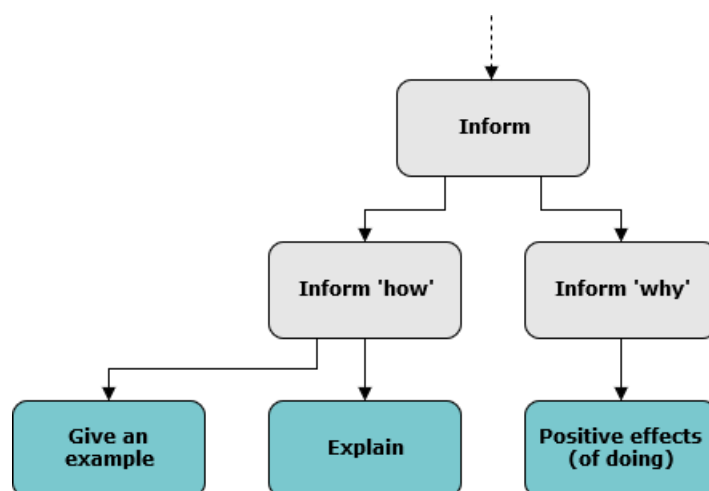 Inform
Inform 'how'
Inform 'why'
Give an
example
Explain
Positive effects
(of doing)